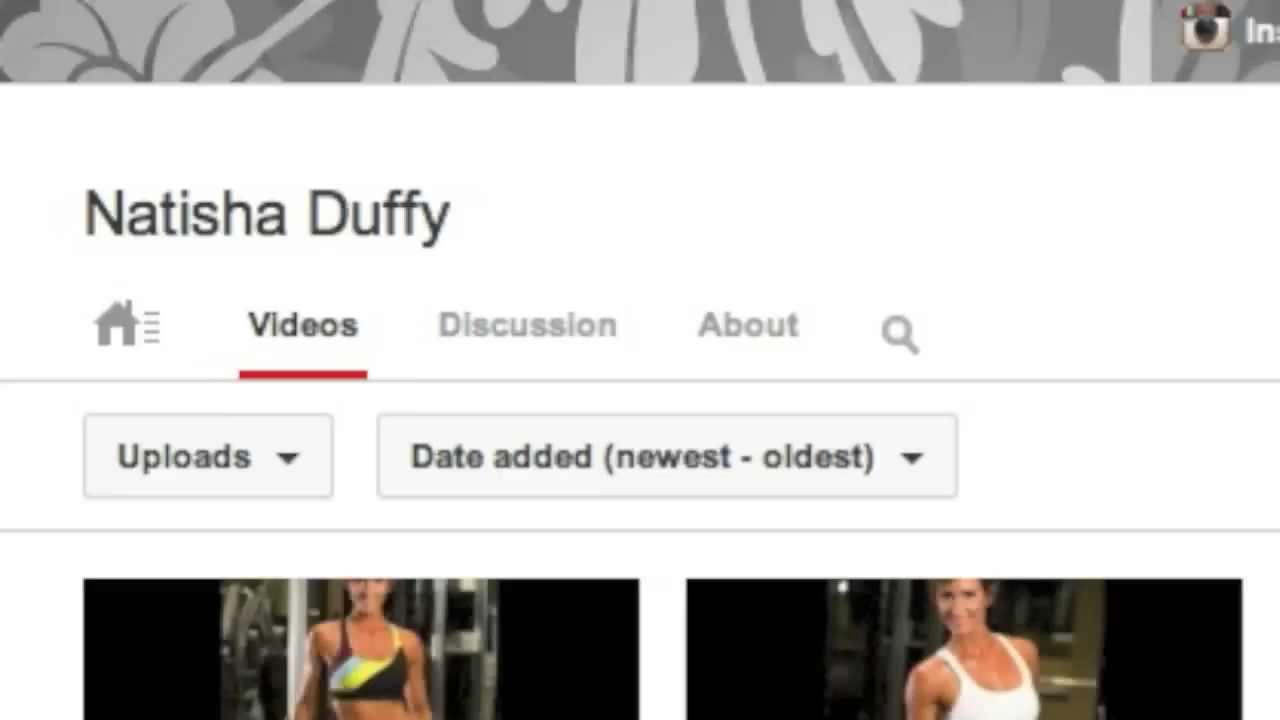 Natisha Duffy
Videos Discussion About
Uploads Date added (newest - oldest)